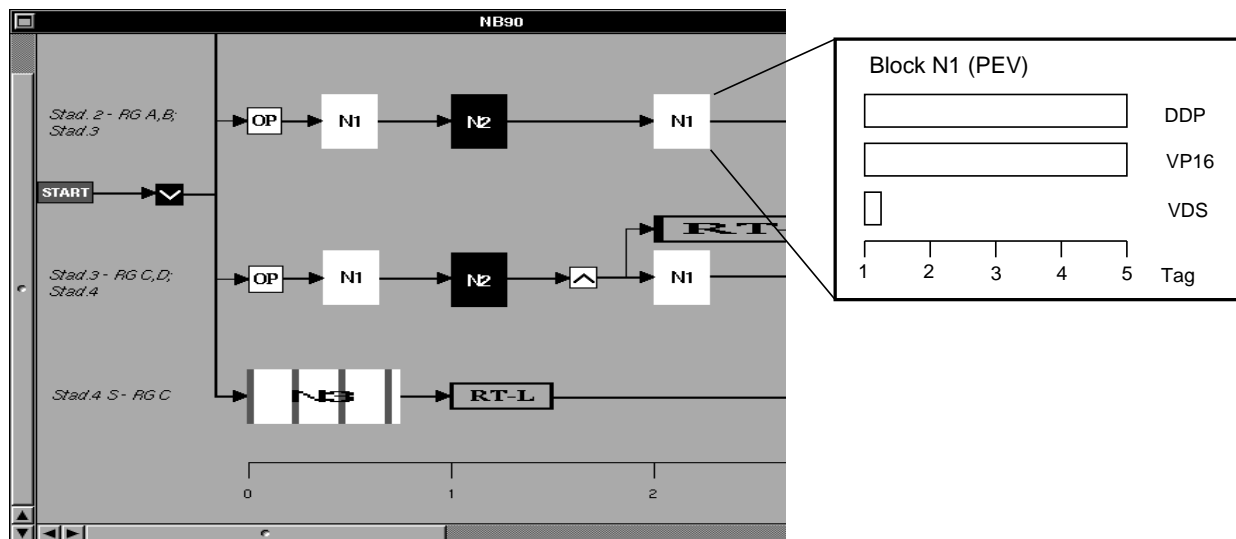 NB90
Stad. 2 - RG A,B;
Stad.3
OP
N1
N2
N1
START
Stad.3 - RG C,D;
Stad.4
OP
N1
N2
RT-
N1
Stad.4 S - RG C
N3
RT-L
0
1
2
Block N1 (PEV)
DDP
VP16
VDS
1 2 3 4 5 Tag